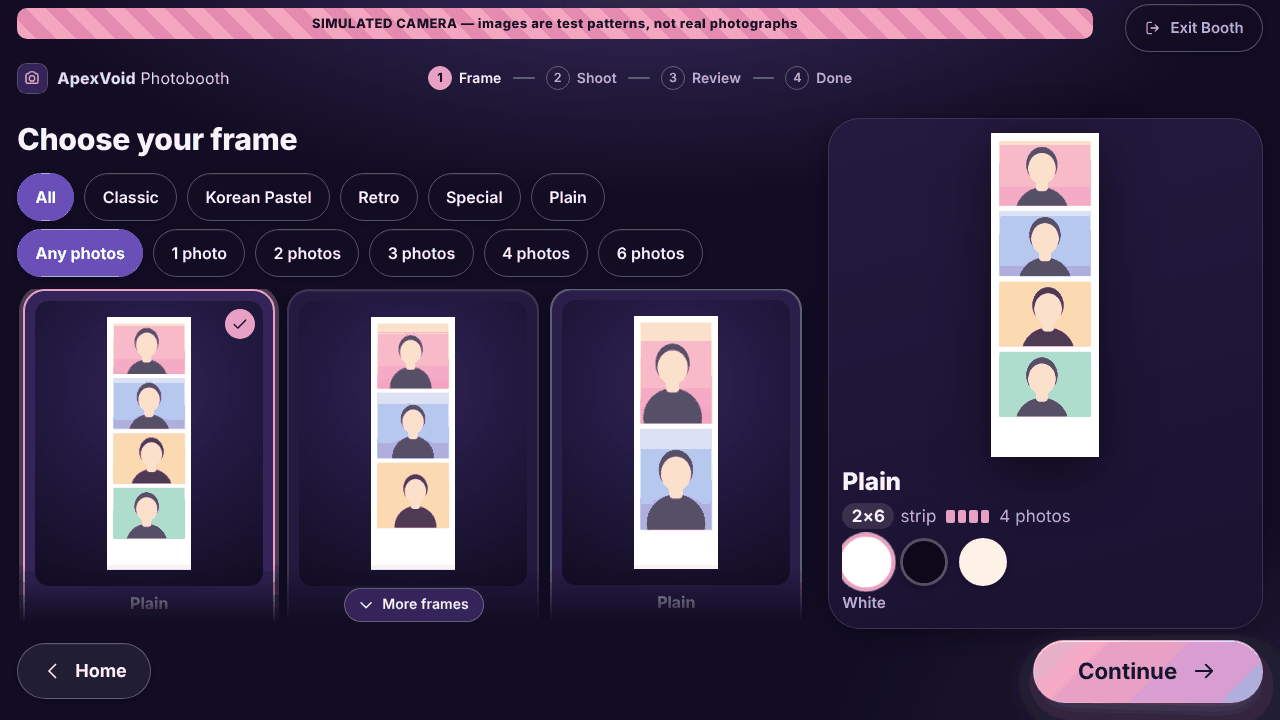 SIMULATED CAMERA — images are test patterns, not real photographs
Exit Booth
ApexVoid Photobooth
1 Frame
2 Shoot
3 Review
4 Done
Choose your frame
All
Classic
Korean Pastel
Retro
Special
Plain
Any photos
1 photo
2 photos
3 photos
4 photos
6 photos
Plain
More frames
Plain
Plain
2×6 strip 4 photos
White
Home
Continue